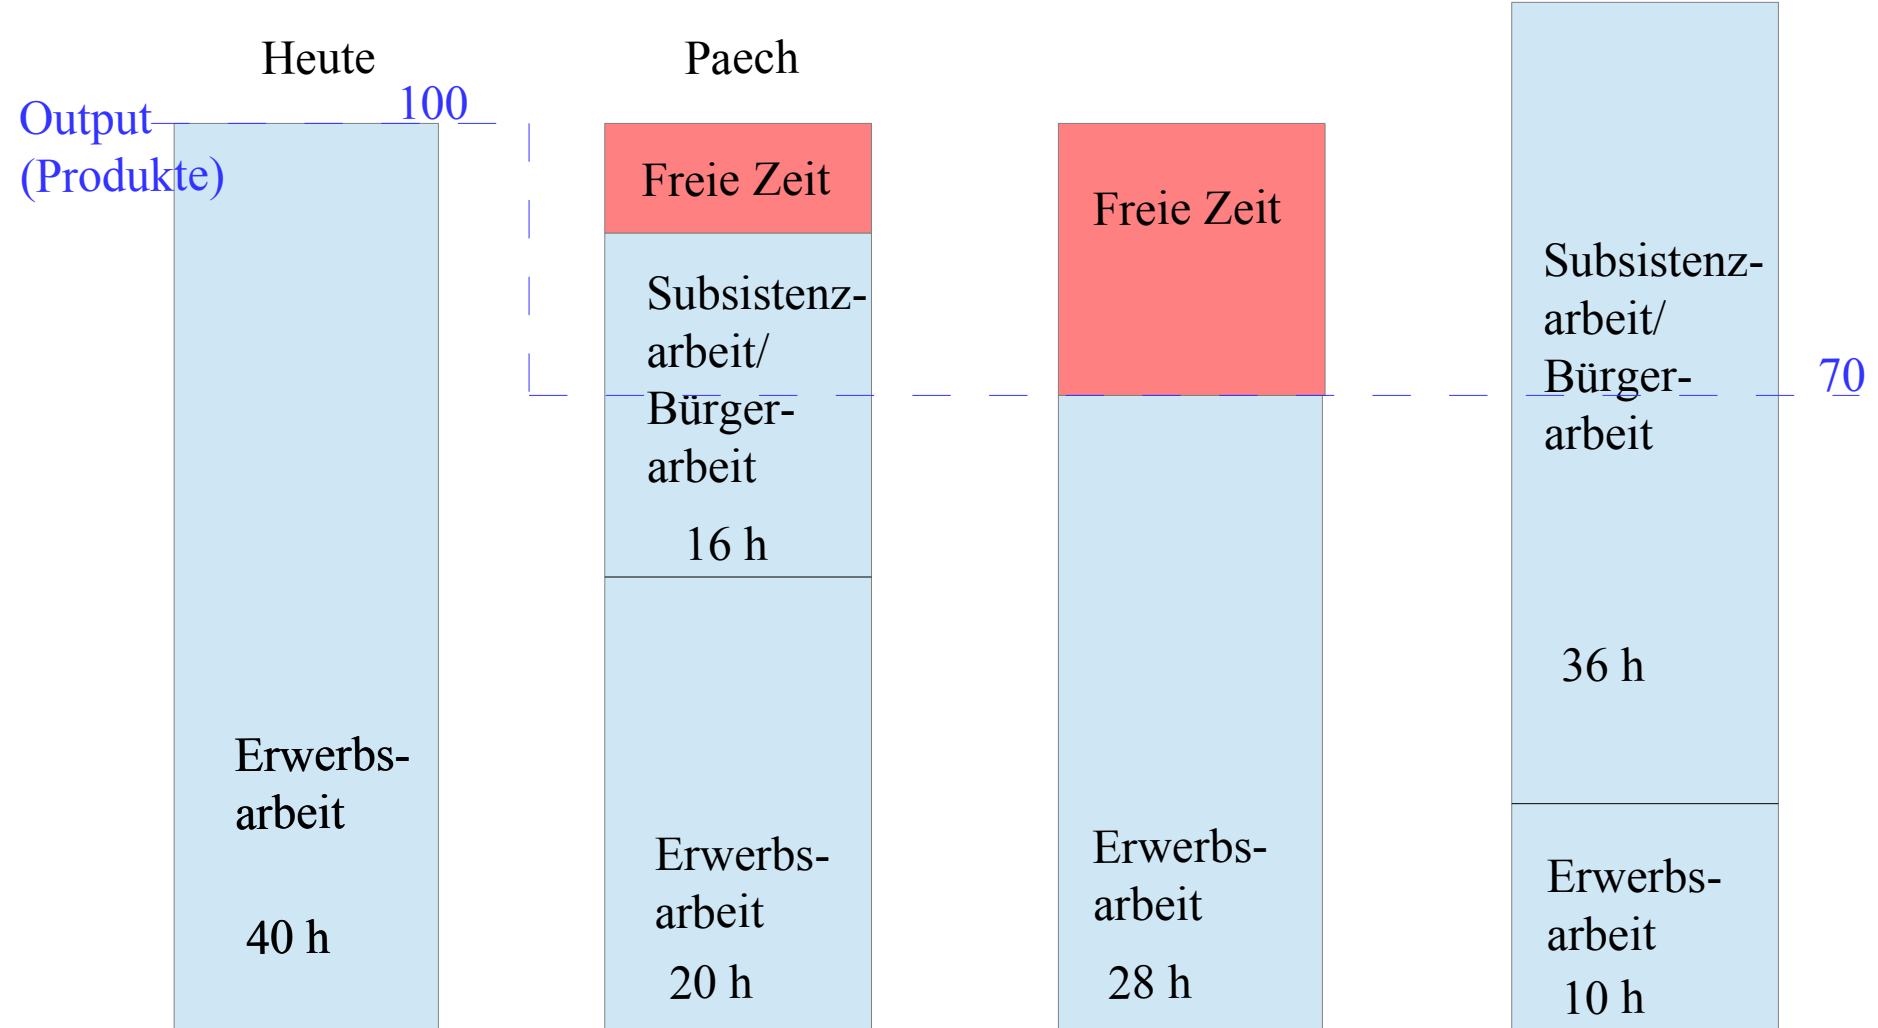 Heute
Paech
Output
100
(Produkte)
Freie Zeit
Subsistenz-
arbeit/
Bürger-
arbeit
16 h
Freie Zeit
Subsistenz-
arbeit/
Bürger-
arbeit
70
36 h
Erwerbs-
arbeit
40 h
Erwerbs-
arbeit
20 h
Erwerbs-
arbeit
28 h
Erwerbs-
arbeit
10 h